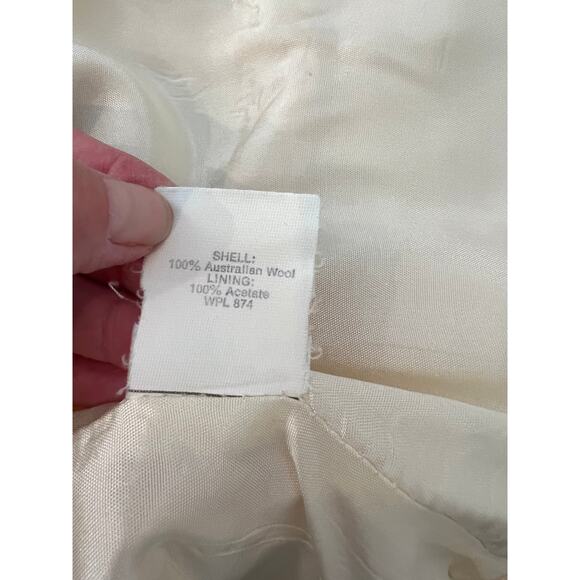 SHELL:
100% Australian Wool
LINING:
100% Acetate
WPL 874